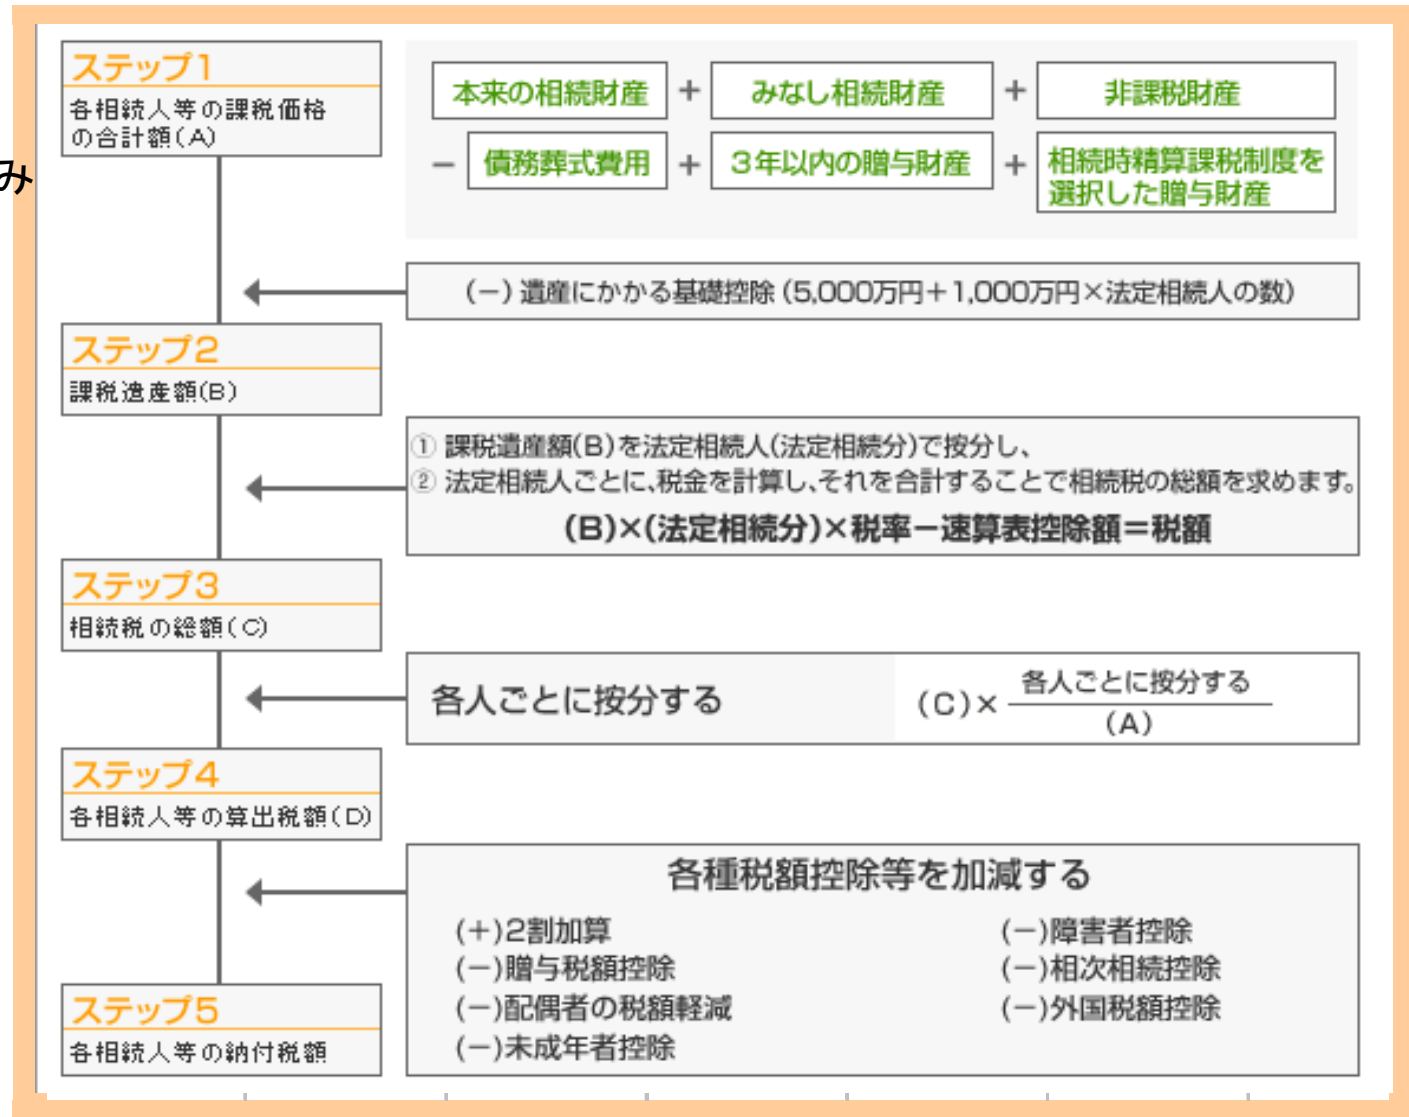 ステップ1
各相続人等の課税価格
の合計額(A)
本来の相続財産 + みなし相続財産 + 非課税財産
− 債務葬式費用 + 3年以内の贈与財産 + 相続時精算課税制度を
選択した贈与財産
み
(−)遺産にかかる基礎控除(5,000万円+1,000万円×法定相続人の数)
ステップ2
課税遺産額(B)
① 課税遺産額(B)を法定相続人(法定相続分)で按分し、
② 法定相続人ごとに、税金を計算し、それを合計することで相続税の総額を求めます。
(B)×(法定相続分)×税率−速算表控除額=税額
ステップ3
相続税の総額(C)
各人ごとに按分する
(C)× 各人ごとに按分する
(A)
ステップ4
各相続人等の算出税額(D)
各種税額控除等を加減する
(+)2割加算
(−)贈与税額控除
(−)配偶者の税額軽減
(−)未成年者控除
(−)障害者控除
(−)相次相続控除
(−)外国税額控除
ステップ5
各相続人等の納付税額